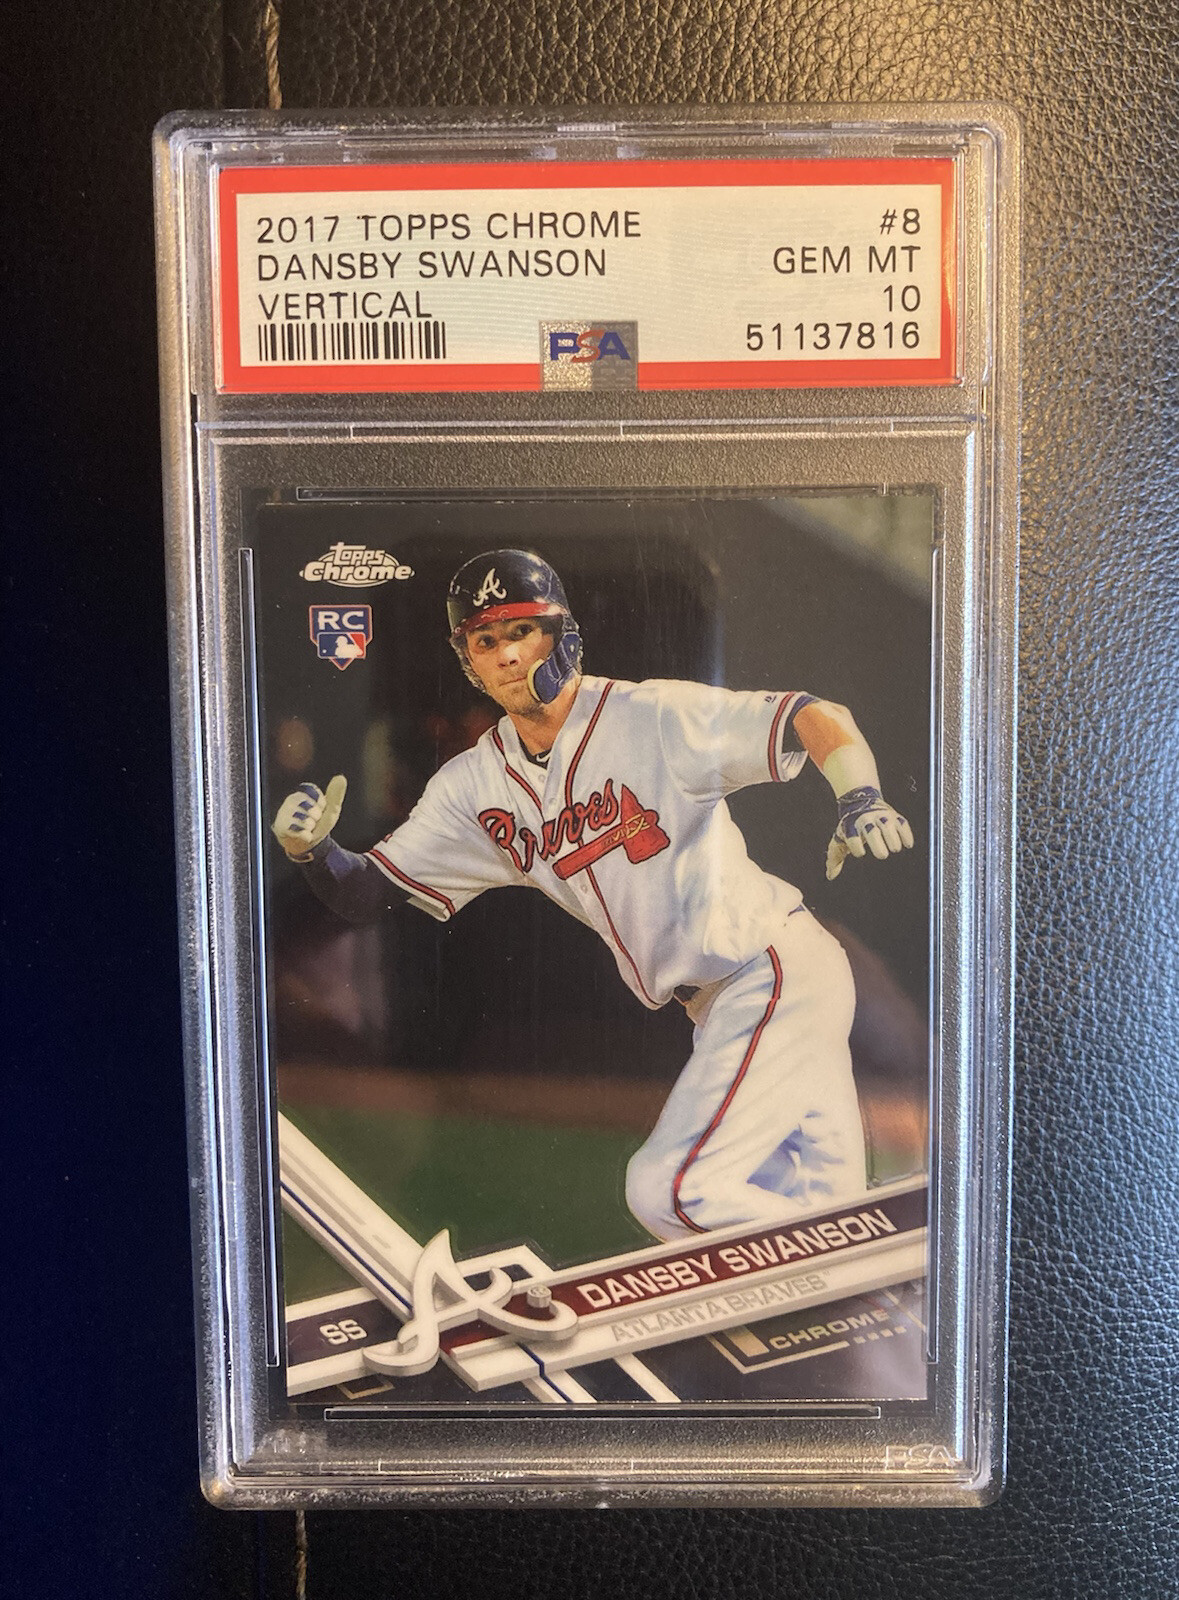 2017 TOPPS CHROME #8
DANSBY SWANSON GEM MT
VERTICAL 10
51137816
PSA
topps
Chrome
RC
A
Braves
SS
A
DANSBY SWANSON
ATLANTA BRAVES
CHROME
PSA